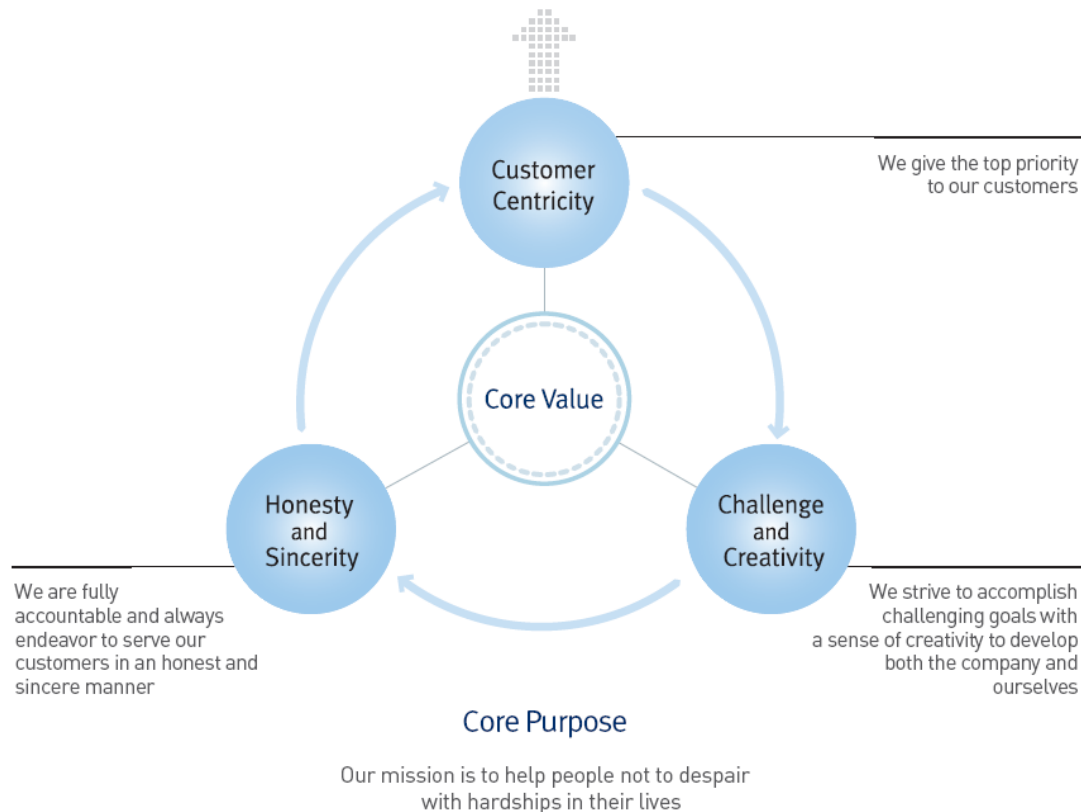 Customer
Centricity
We give the top priority
to our customers
Core Value
Honesty
and
Sincerity
Challenge
and
Creativity
We are fully
accountable and always
endeavor to serve our
customers in an honest and
sincere manner
We strive to accomplish
challenging goals with
a sense of creativity to develop
both the company and
ourselves
Core Purpose
Our mission is to help people not to despair
with hardships in their lives